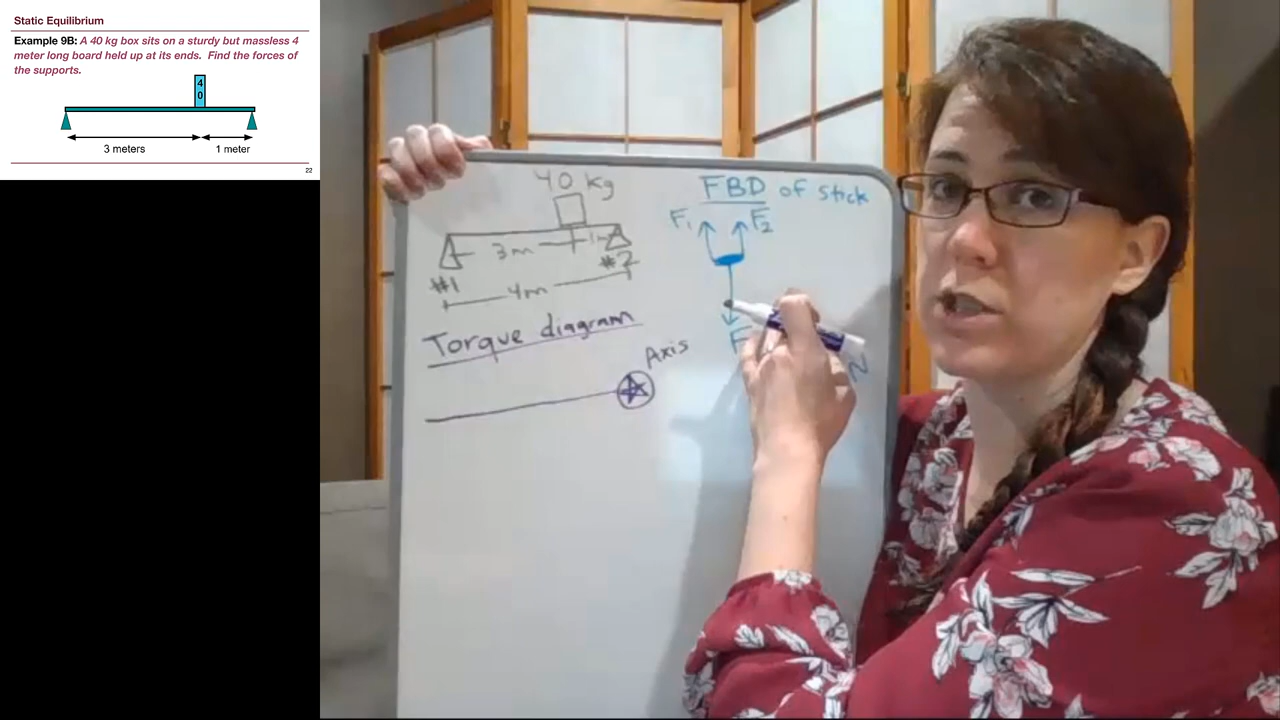 Static Equilibrium
Example 9B: A 40 kg box sits on a sturdy but massless 4
meter long board held up at its ends. Find the forces of
the supports.
4
0
3 meters
1 meter
22
40 kg
3m
1m
#1
#2
4m
FBD of stick
F₁
F₂
F
N
Torque diagram
Axis